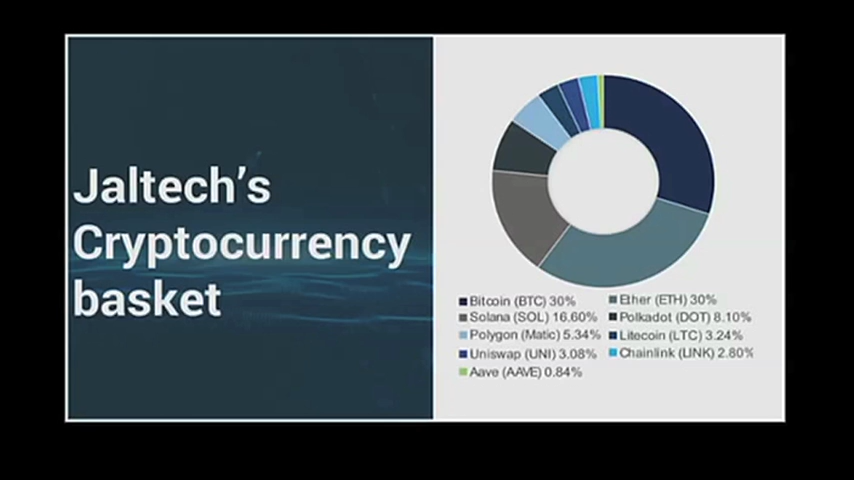 Jaltech's
Cryptocurrency
basket
Bitcoin (BTC) 30% Ether (ETH) 30%
Solana (SOL) 16.60% Polkadot (DOT) 8.10%
Polygon (Matic) 5.34% Litecoin (LTC) 3.24%
Uniswap (UNI) 3.08% Chainlink (LINK) 2.80%
Aave (AAVE) 0.84%